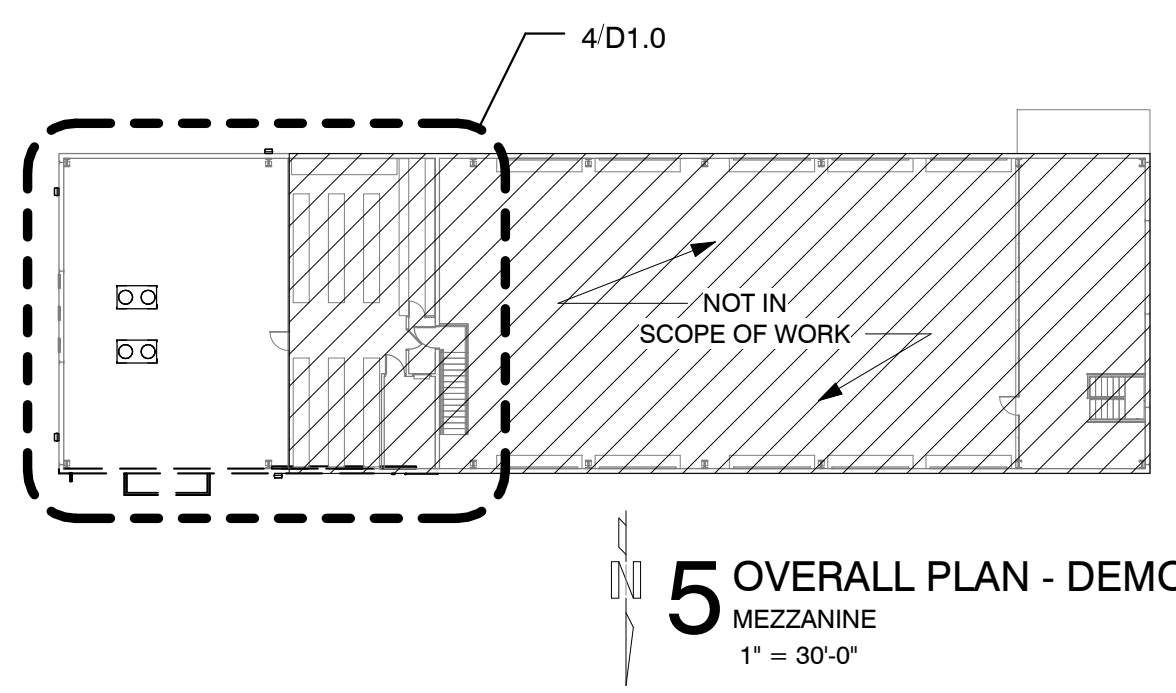 4/D1.0
NOT IN
SCOPE OF WORK
N
5 OVERALL PLAN - DEMO
MEZZANINE
1" = 30'-0"